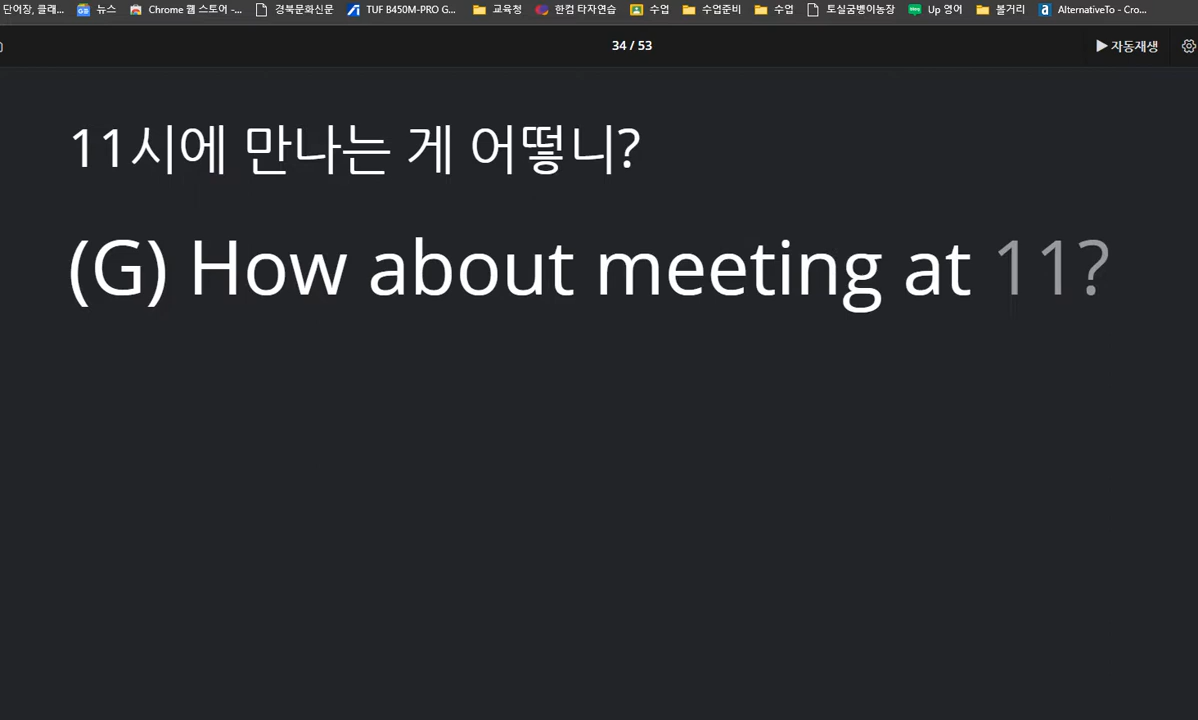 단어장, 클래... 뉴스 Chrome 웹 스토어 -... 경북문화신문 TUF B450M-PRO G... 교육청 한컴 타자연습 수업 수업준비 수업 토실굼벵이농장 Up 영어 볼거리 AlternativeTo - Cro...
34 / 53 ▶ 자동재생
11시에 만나는 게 어떻니?
(G) How about meeting at 11?